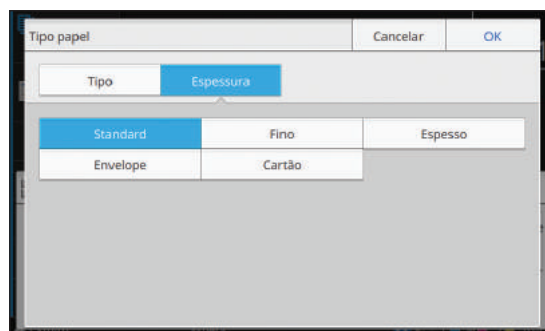 Tipo papel Cancelar OK
Tipo Espessura
Standard Fino Espesso
Envelope Cartão